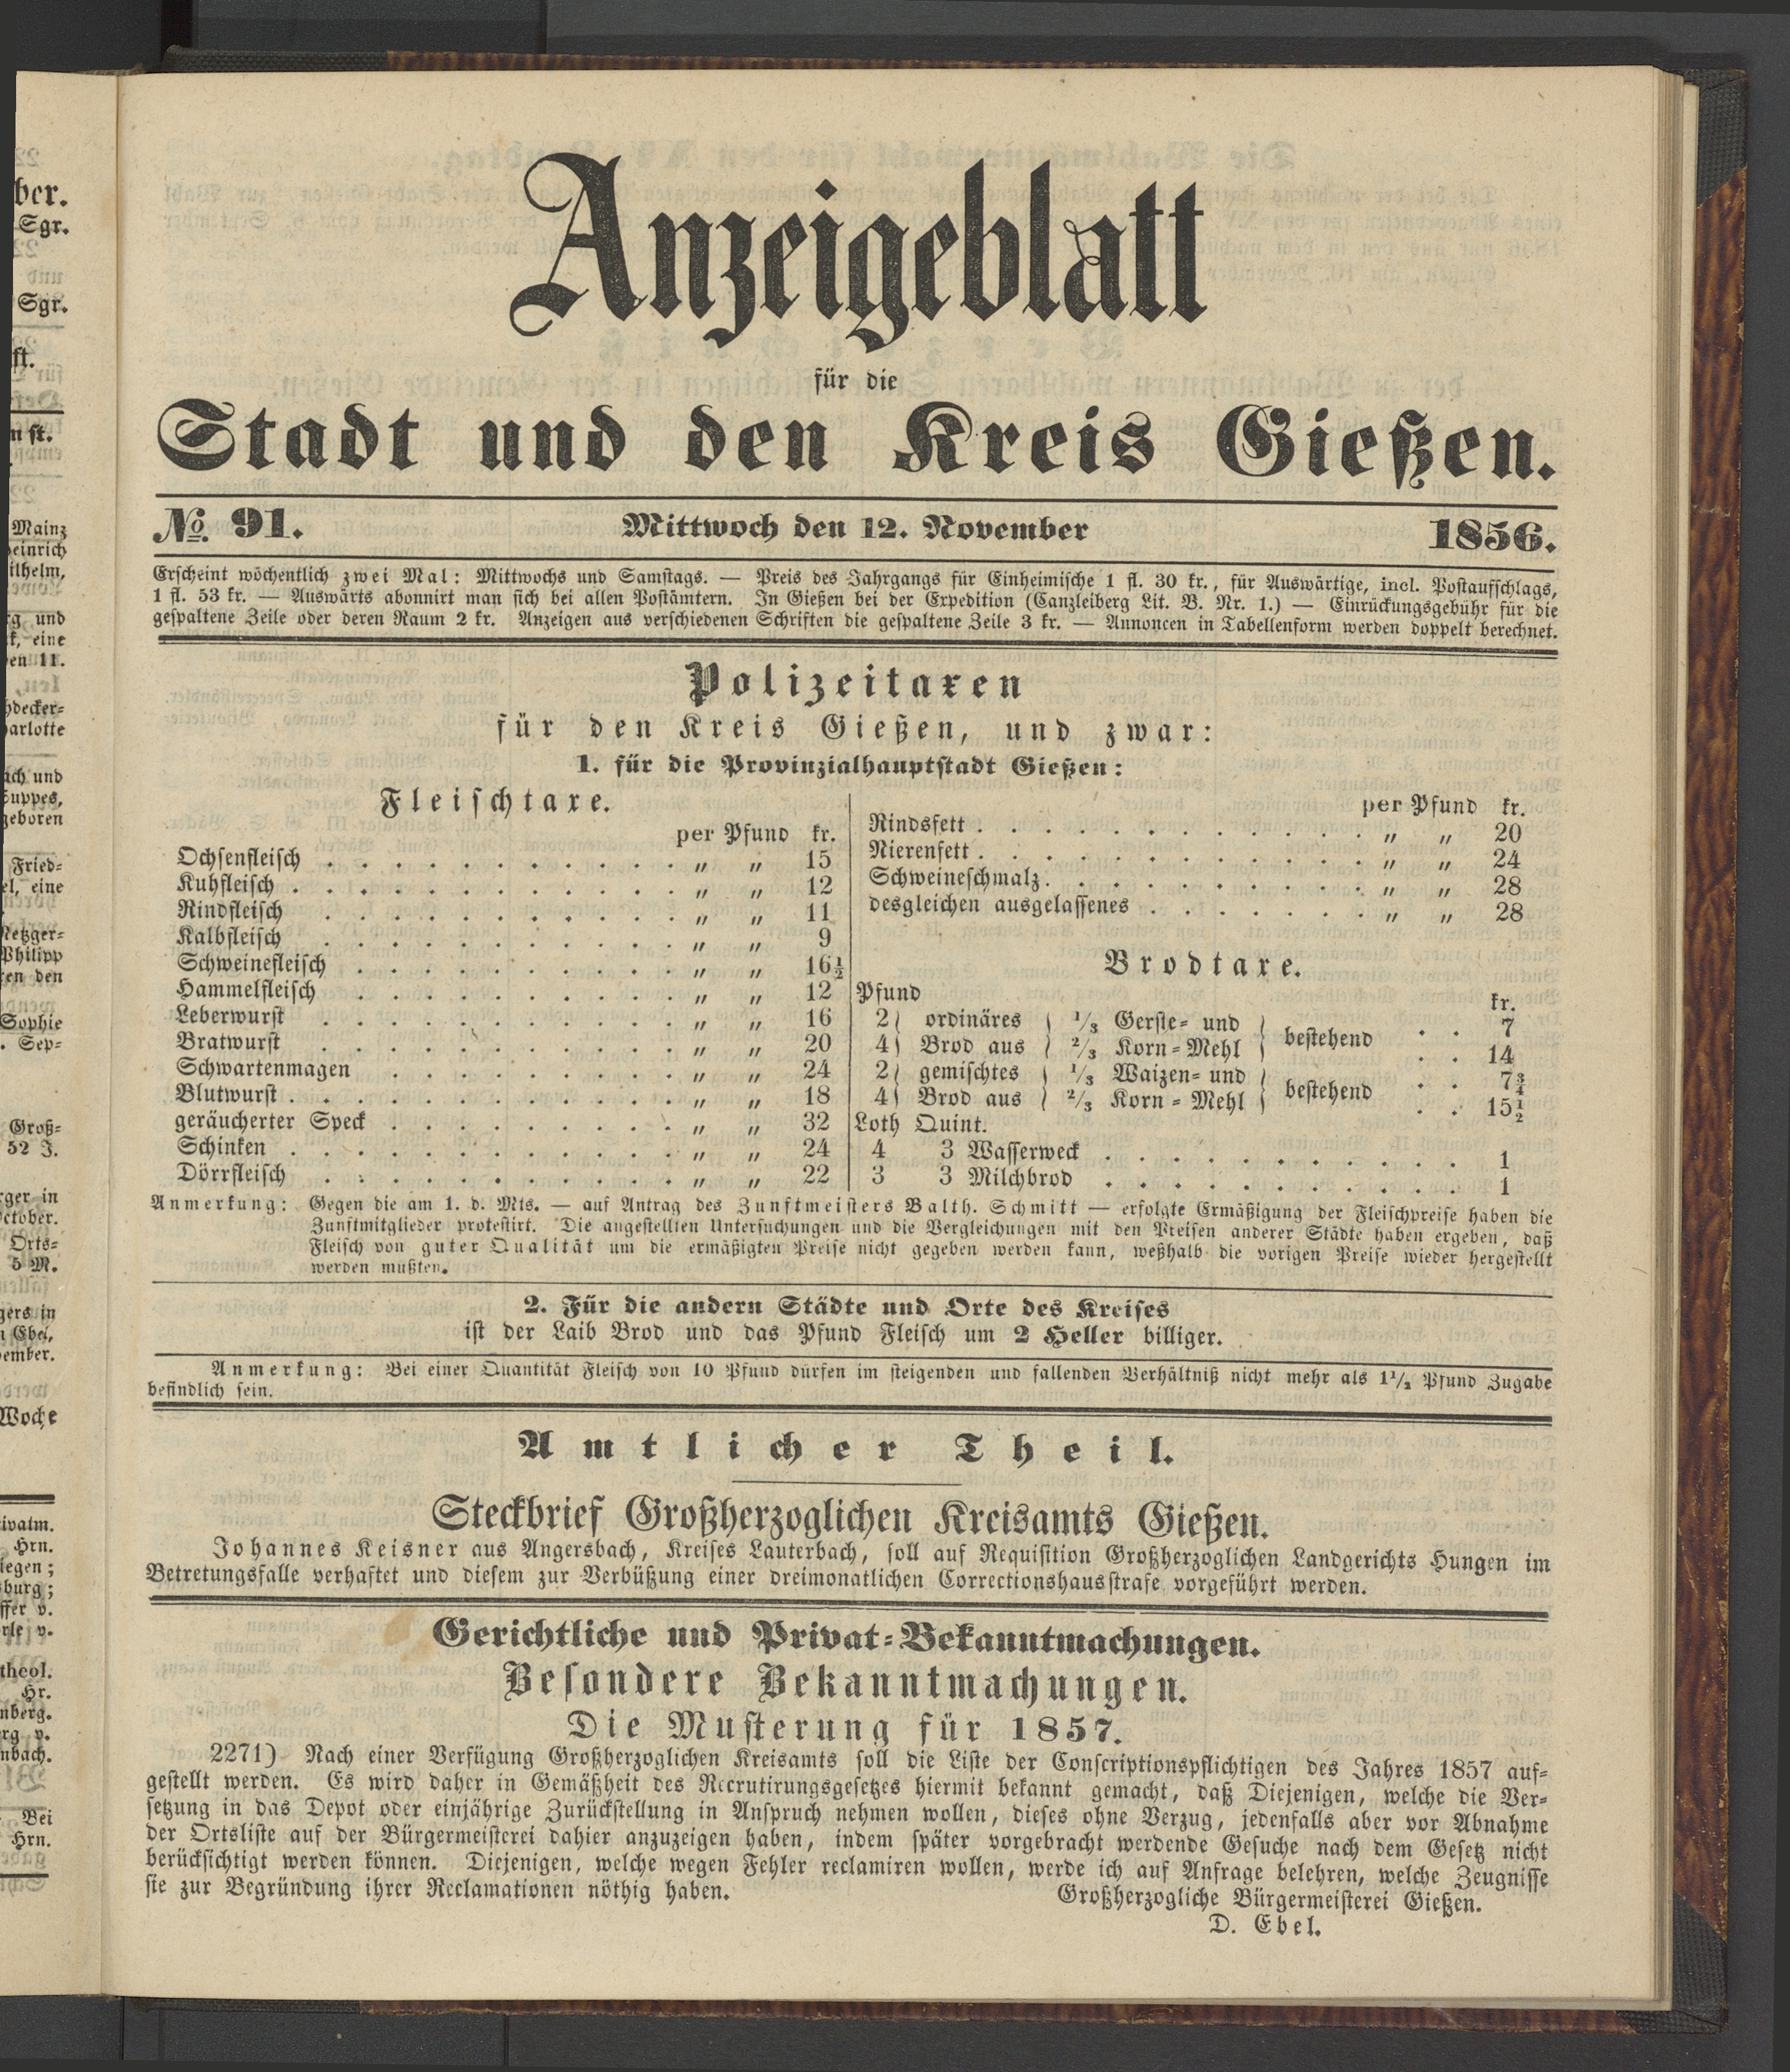 Anzeigeblatt
für die
Stadt und den Kreis Gießen.
No. 91. Mittwoch den 12. November 1856.
Erscheint wöchentlich zwei Mal: Mittwochs und Samstags. — Preis des Jahrgangs für Einheimische 1 fl. 30 kr., für Auswärtige, incl. Postaufschlags,
1 fl. 53 kr. — Auswärts abonnirt man sich bei allen Postämtern. In Gießen bei der Expedition (Canzleiberg Lit. B. Nr. 1.) — Einrückungsgebühr für die
gespaltene Zeile oder deren Raum 2 kr. Anzeigen aus verschiedenen Schriften die gespaltene Zeile 3 kr. — Annoncen in Tabellenform werden doppelt berechnet.
Polizeitaxen
für den Kreis Gießen, und zwar:
1. für die Provinzialhauptstadt Gießen:
Fleischtaxe.
per Pfund kr.
Ochsenfleisch . . . „ „ 15
Kuhfleisch . . . „ „ 12
Rindfleisch . . . „ „ 11
Kalbfleisch . . . „ „ 9
Schweinefleisch . . . „ „ 16½
Hammelfleisch . . . „ „ 12
Leberwurst . . . „ „ 16
Bratwurst . . . „ „ 20
Schwartenmagen . . . „ „ 24
Blutwurst . . . „ „ 18
geräucherter Speck . . . „ „ 32
Schinken . . . „ „ 24
Dörrfleisch . . . „ „ 22
per Pfund kr.
Rindsfett . . . „ „ 20
Nierenfett . . . „ „ 24
Schweineschmalz . . . „ „ 28
desgleichen ausgelassenes . . . „ „ 28
Brodtaxe.
Pfund kr.
2 } ordinäres { 1/3 Gerste- und } bestehend . . 7
4 } Brod aus { 2/3 Korn-Mehl } . . 14
2 } gemischtes { 1/3 Waizen- und } bestehend . . 7¾
4 } Brod aus { 2/3 Korn-Mehl } . . 15½
Loth Quint.
4 3 Wasserweck . . . 1
3 3 Milchbrod . . . 1
Anmerkung: Gegen die am 1. d. Mts. — auf Antrag des Zunftmeisters Balth. Schmitt — erfolgte Ermäßigung der Fleischpreise haben die
Zunftmitglieder protestirt. Die angestellten Untersuchungen und die Vergleichungen mit den Preisen anderer Städte haben ergeben, daß
Fleisch von guter Qualität um die ermäßigten Preise nicht gegeben werden kann, weßhalb die vorigen Preise wieder hergestellt
werden mußten.
2. Für die andern Städte und Orte des Kreises
ist der Laib Brod und das Pfund Fleisch um 2 Heller billiger.
Anmerkung: Bei einer Quantität Fleisch von 10 Pfund dürfen im steigenden und fallenden Verhältniß nicht mehr als 1½ Pfund Zugabe
befindlich sein.
Amtlicher Theil.
Steckbrief Großherzoglichen Kreisamts Gießen.
Johannes Keisner aus Angersbach, Kreises Lauterbach, soll auf Requisition Großherzoglichen Landgerichts Hungen im
Betretungsfalle verhaftet und diesem zur Verbüßung einer dreimonatlichen Correctionshausstrafe vorgeführt werden.
Gerichtliche und Privat-Bekanntmachungen.
Besondere Bekanntmachungen.
Die Musterung für 1857.
2271) Nach einer Verfügung Großherzoglichen Kreisamts soll die Liste der Conscriptionspflichtigen des Jahres 1857 auf-
gestellt werden. Es wird daher in Gemäßheit des Recrutirungsgesetzes hiermit bekannt gemacht, daß Diejenigen, welche die Ver-
setzung in das Depot oder einjährige Zurückstellung in Anspruch nehmen wollen, dieses ohne Verzug, jedenfalls aber vor Abnahme
der Ortsliste auf der Bürgermeisterei dahier anzuzeigen haben, indem später vorgebracht werdende Gesuche nach dem Gesetz nicht
berücksichtigt werden können. Diejenigen, welche wegen Fehler reclamiren wollen, werde ich auf Anfrage belehren, welche Zeugnisse
sie zur Begründung ihrer Reclamationen nöthig haben.
Großherzogliche Bürgermeisterei Gießen.
D. Ebel.